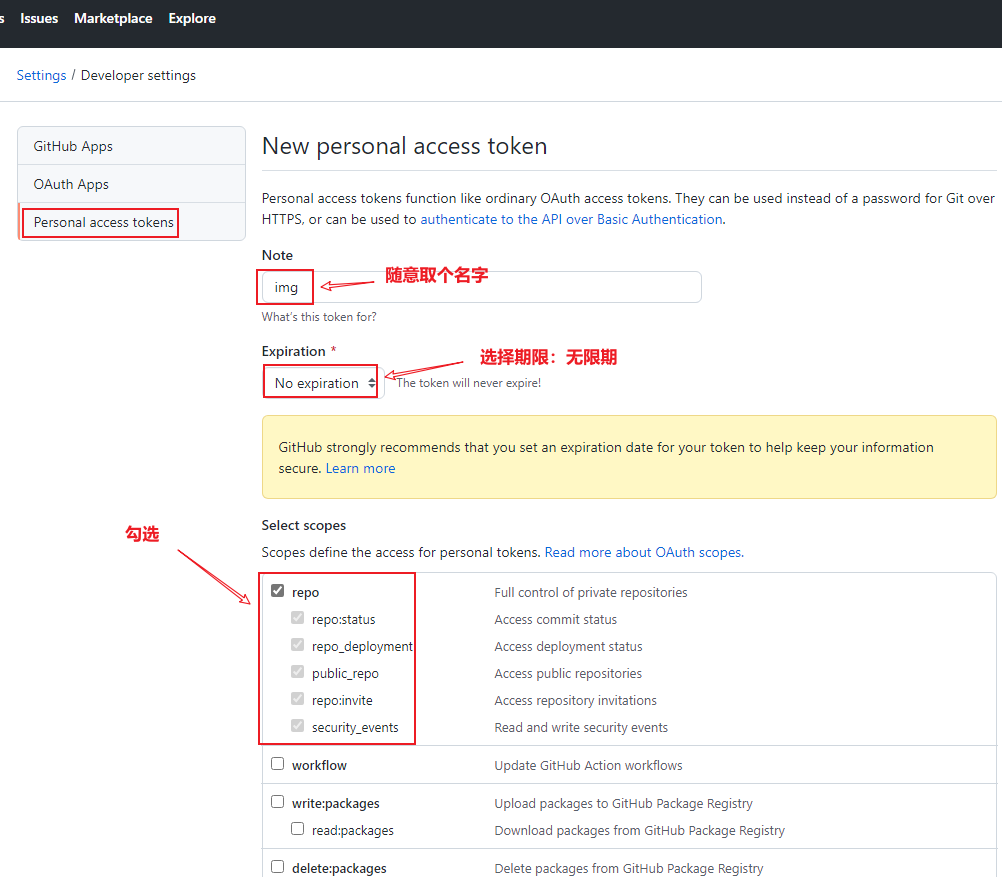 s Issues Marketplace Explore
Settings / Developer settings
GitHub Apps
OAuth Apps
Personal access tokens
New personal access token
Personal access tokens function like ordinary OAuth access tokens. They can be used instead of a password for Git over
HTTPS, or can be used to authenticate to the API over Basic Authentication.
Note
img
随意取个名字
What's this token for?
Expiration *
选择期限：无限期
No expiration
The token will never expire!
GitHub strongly recommends that you set an expiration date for your token to help keep your information
secure. Learn more
Select scopes
勾选
Scopes define the access for personal tokens. Read more about OAuth scopes.
repo Full control of private repositories
repo:status Access commit status
repo_deployment Access deployment status
public_repo Access public repositories
repo:invite Access repository invitations
security_events Read and write security events
workflow Update GitHub Action workflows
write:packages Upload packages to GitHub Package Registry
read:packages Download packages from GitHub Package Registry
delete:packages Delete packages from GitHub Package Registry